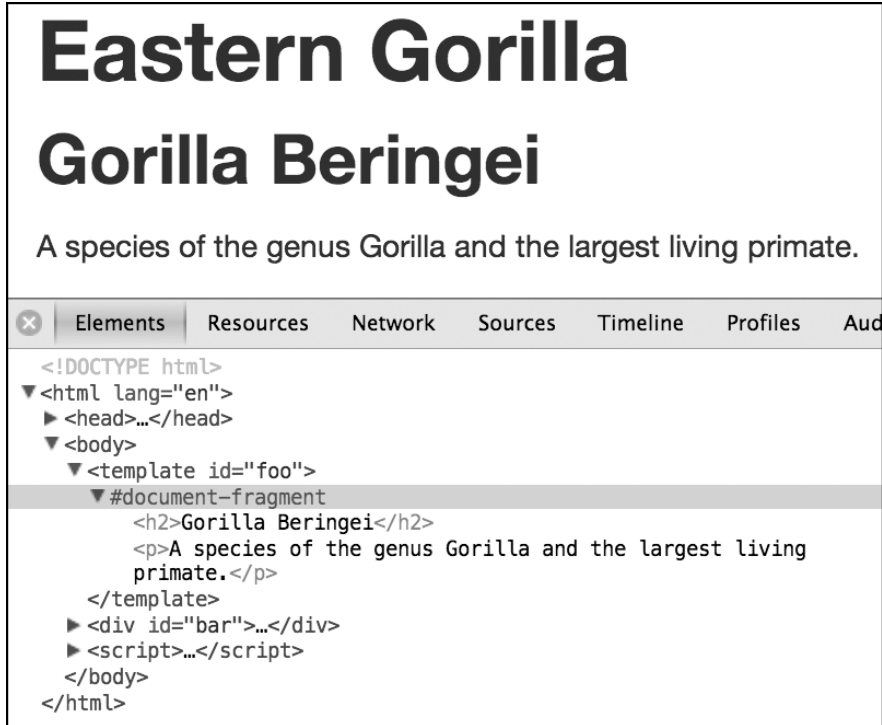 Eastern Gorilla
Gorilla Beringei
A species of the genus Gorilla and the largest living primate.
Elements Resources Network Sources Timeline Profiles Aud
<!DOCTYPE html>
<html lang="en">
<head>…</head>
<body>
<template id="foo">
#document-fragment
<h2>Gorilla Beringei</h2>
<p>A species of the genus Gorilla and the largest living
primate.</p>
</template>
<div id="bar">…</div>
<script>…</script>
</body>
</html>